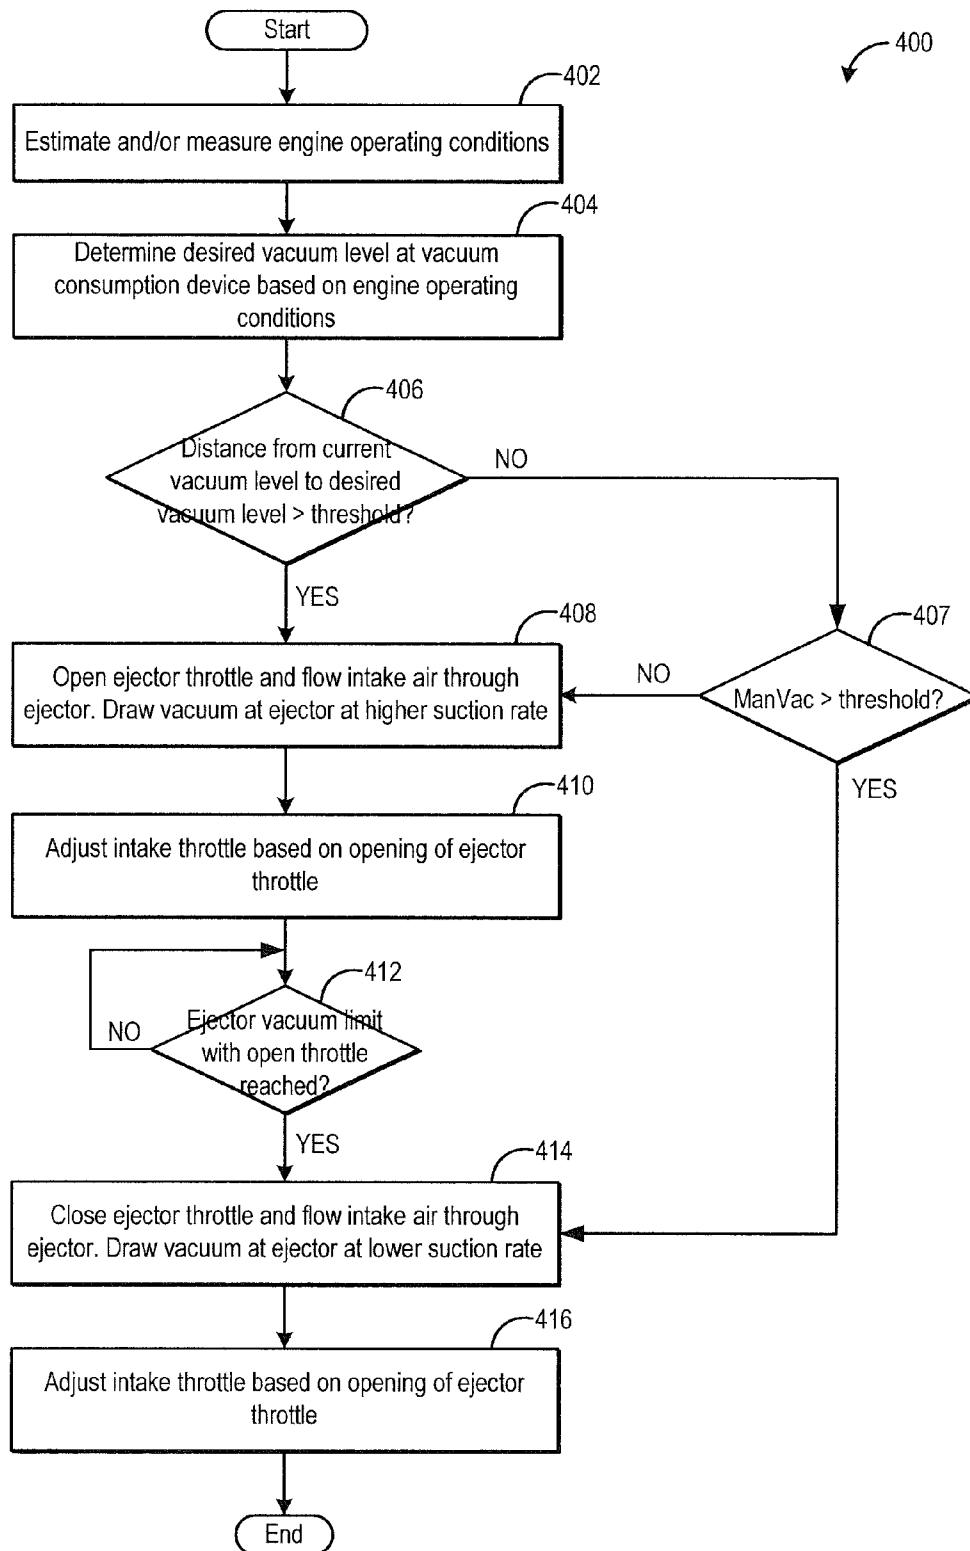 Start
400
402
Estimate and/or measure engine operating conditions
404
Determine desired vacuum level at vacuum
consumption device based on engine operating
conditions
406
Distance from current
vacuum level to desired
vacuum level > threshold?
NO
YES
407
ManVac > threshold?
NO
YES
408
Open ejector throttle and flow intake air through
ejector. Draw vacuum at ejector at higher suction rate
410
Adjust intake throttle based on opening of ejector
throttle
412
Ejector vacuum limit
with open throttle
reached?
NO
YES
414
Close ejector throttle and flow intake air through
ejector. Draw vacuum at ejector at lower suction rate
416
Adjust intake throttle based on opening of ejector
throttle
End